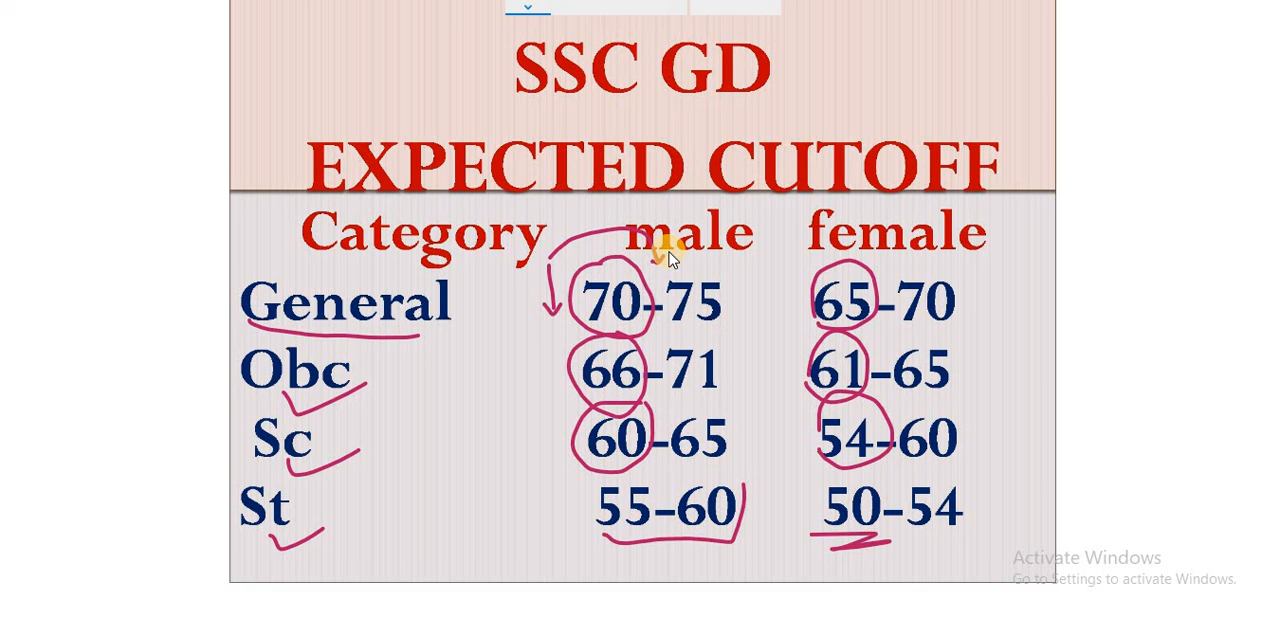 SSC GD
EXPECTED CUTOFF
Category male female
General 70-75 65-70
Obc 66-71 61-65
Sc 60-65 54-60
St 55-60 50-54
Activate Windows
Go to Settings to activate Windows.